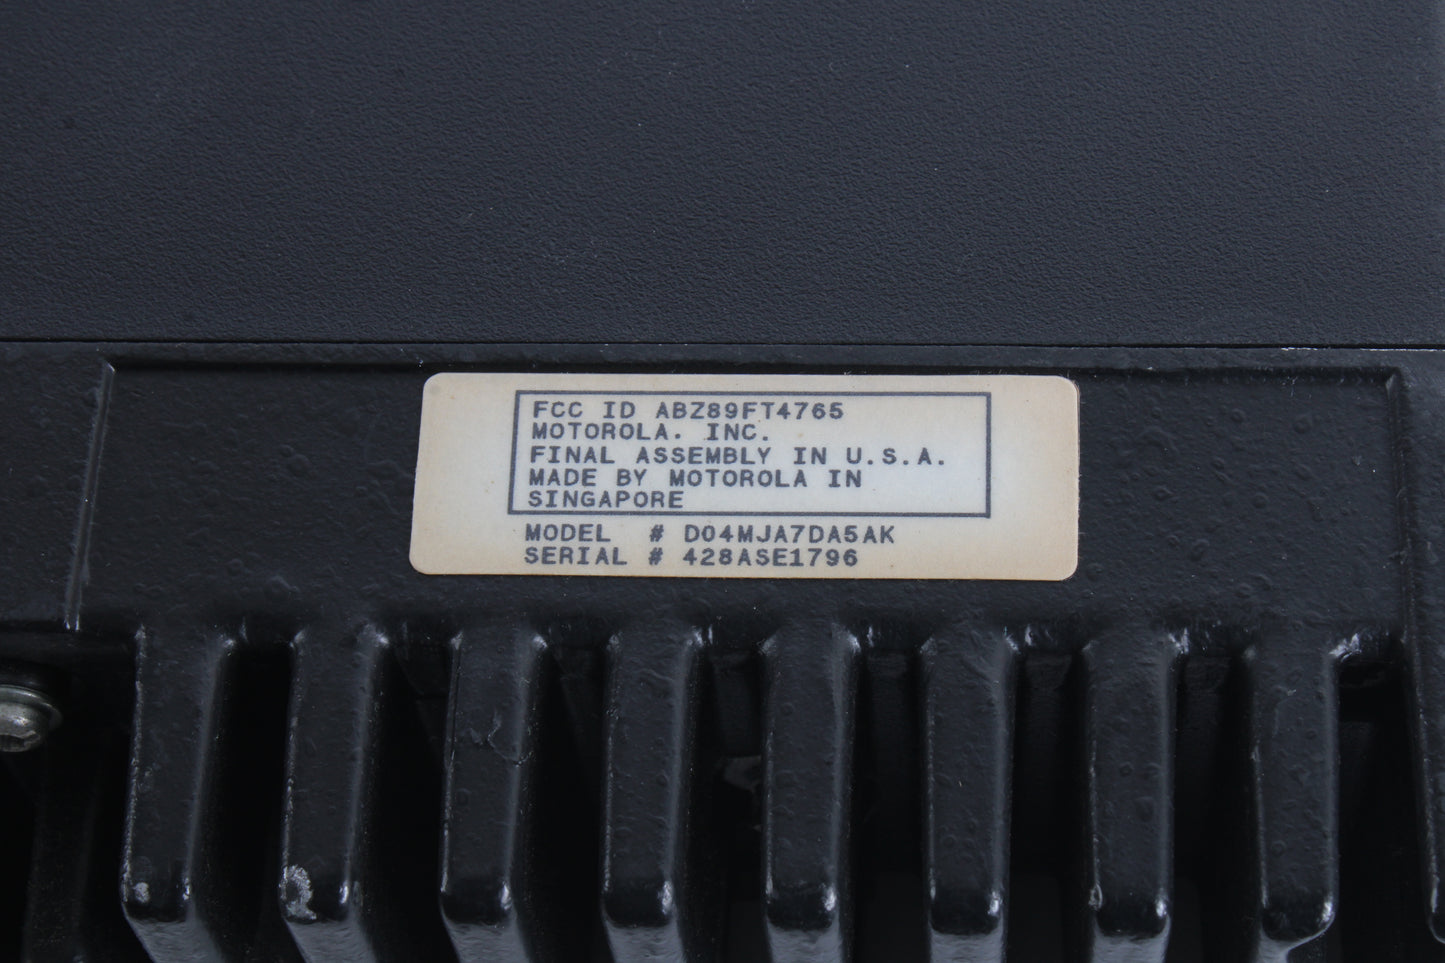 FCC ID ABZ89FT4765
MOTOROLA. INC.
FINAL ASSEMBLY IN U.S.A.
MADE BY MOTOROLA IN
SINGAPORE
MODEL # D04MJA7DA5AK
SERIAL # 428ASE1796